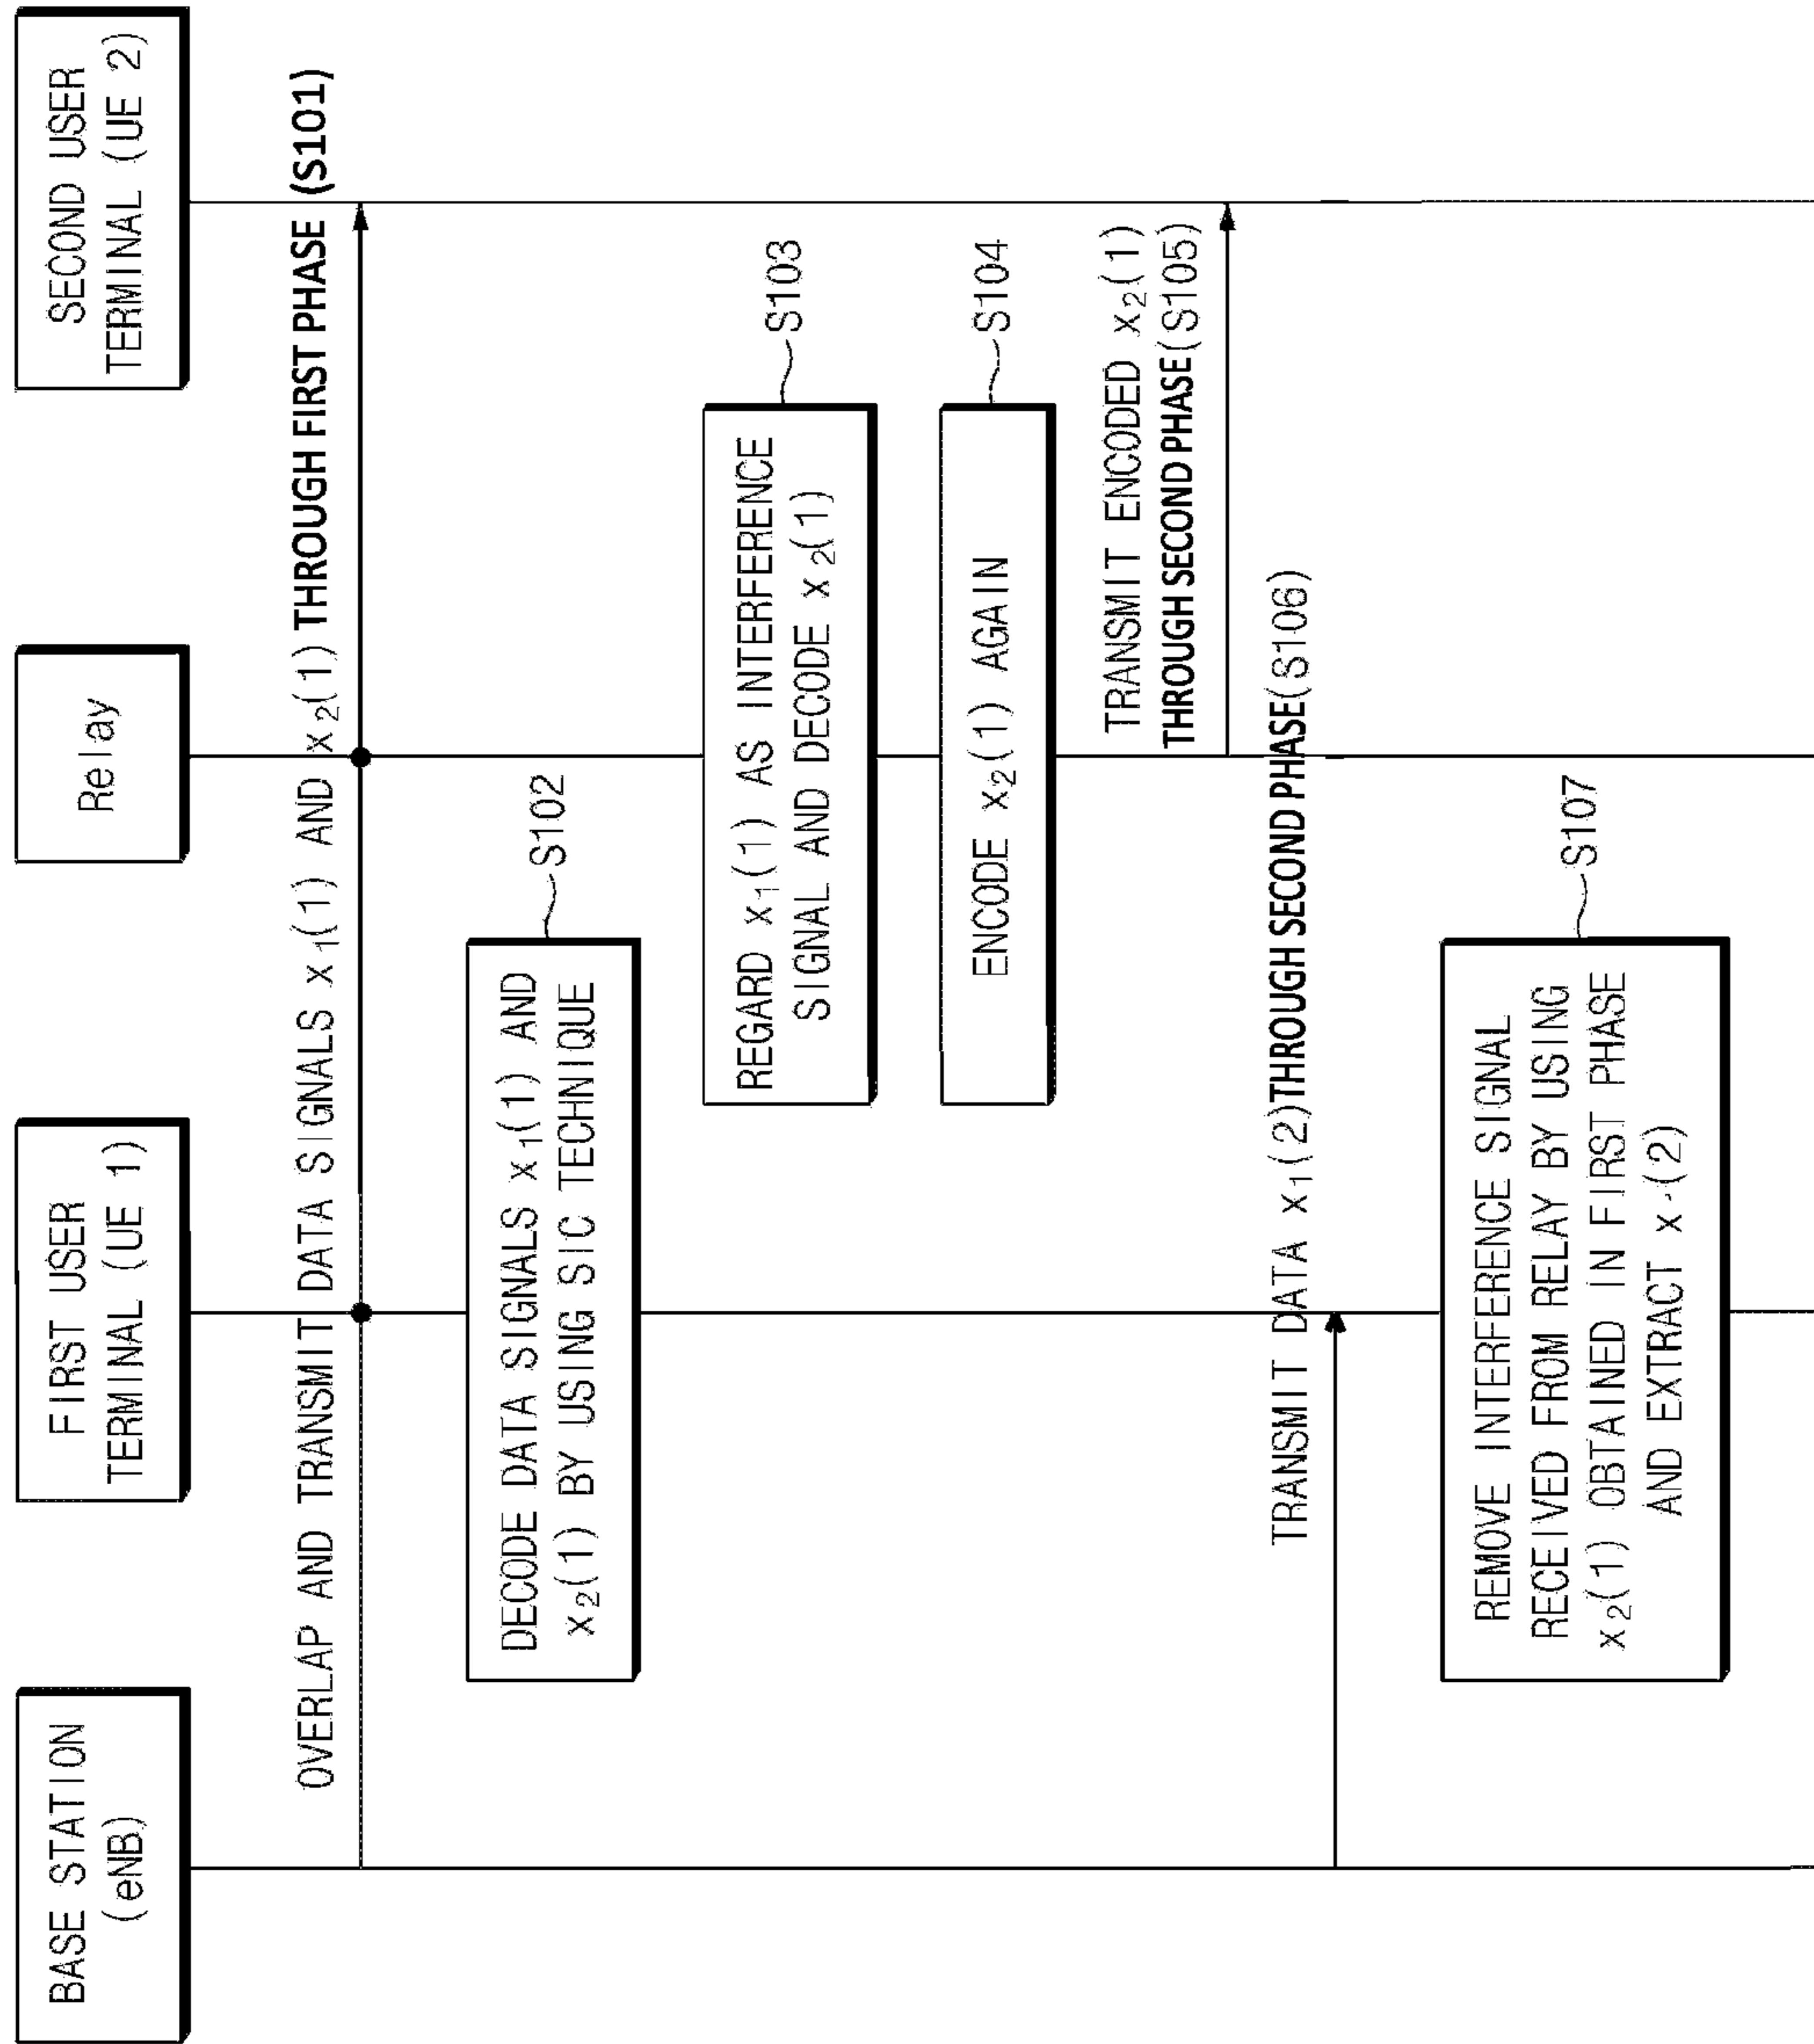 BASE STATION
(eNB)
FIRST USER
TERMINAL (UE 1)
Relay
SECOND USER
TERMINAL (UE 2)
OVERLAP AND TRANSMIT DATA SIGNALS x₁(1) AND x₂(1) THROUGH FIRST PHASE (S101)
DECODE DATA SIGNALS x₁(1) AND
x₂(1) BY USING SIC TECHNIQUE
S102
REGARD x₁(1) AS INTERFERENCE
SIGNAL AND DECODE x₂(1)
S103
ENCODE x₂(1) AGAIN
S104
TRANSMIT ENCODED x₂(1)
THROUGH SECOND PHASE(S105)
TRANSMIT DATA x₁(2)THROUGH SECOND PHASE(S106)
REMOVE INTERFERENCE SIGNAL
RECEIVED FROM RELAY BY USING
x₂(1) OBTAINED IN FIRST PHASE
AND EXTRACT
S107